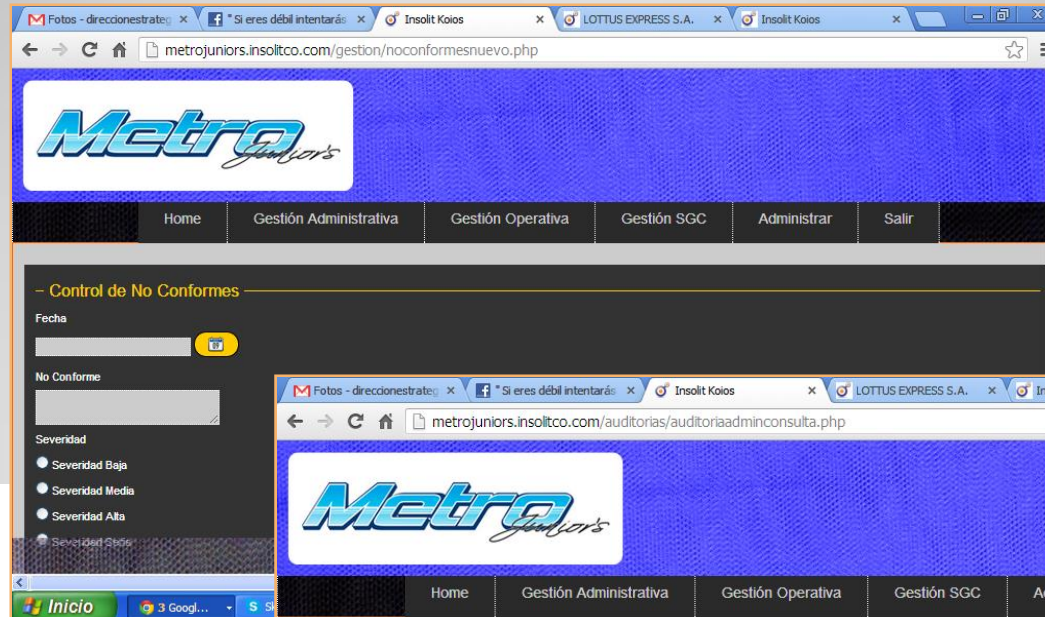 Fotos - direccionestrateg
"Si eres débil intentarás
Insolit Koios
LOTTUS EXPRESS S.A.
Insolit Koios
metrojuniors.insolitco.com/gestion/noconformesnuevo.php
Metro
Junior's
Home Gestión Administrativa Gestión Operativa Gestión SGC Administrar Salir
Control de No Conformes
Fecha
No Conforme
Severidad
Severidad Baja
Severidad Media
Severidad Alta
Inicio
3 Googl...
Fotos - direccionestrateg
"Si eres débil intentarás
Insolit Koios
LOTTUS EXPRESS S.A.
metrojuniors.insolitco.com/auditorias/auditoriaadminconsulta.php
Metro
Junior's
Home Gestión Administrativa Gestión Operativa Gestión SGC